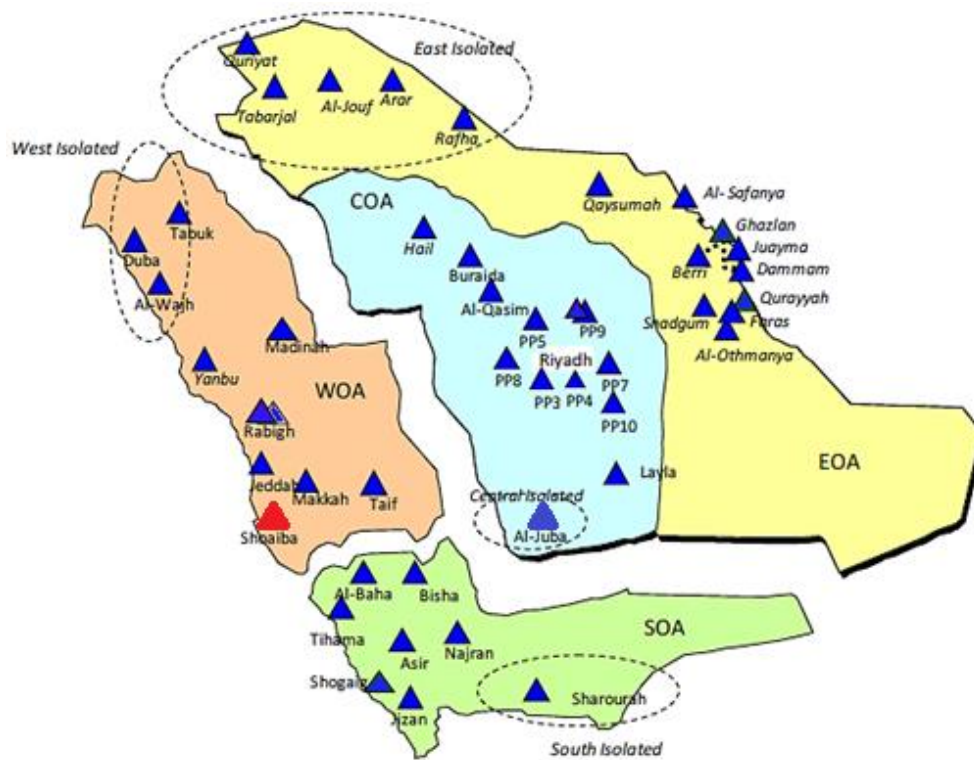 Quriyat
East Isolated
Tabarjal
Al-Jouf
Arar
Rafha
West Isolated
Tabuk
Duba
Al-Wajh
COA
Hail
Qaysumah
Al- Safanya
Ghazlan
Juayma
Berri
Dammam
Buraida
Al-Qasim
Qurayyah
Shadgum
Faras
Al-Othmanya
PP5
PP9
Riyadh
PP8
PP3
PP4
PP7
PP10
Madinah
Yanbu
WOA
Rabigh
Jeddah
Makkah
Taif
Shoaiba
Layla
EOA
CentralIsolated
Al-Juba
Al-Baha
Bisha
Tihama
Asir
Najran
SOA
Shogaig
Jizan
Sharourah
South Isolated